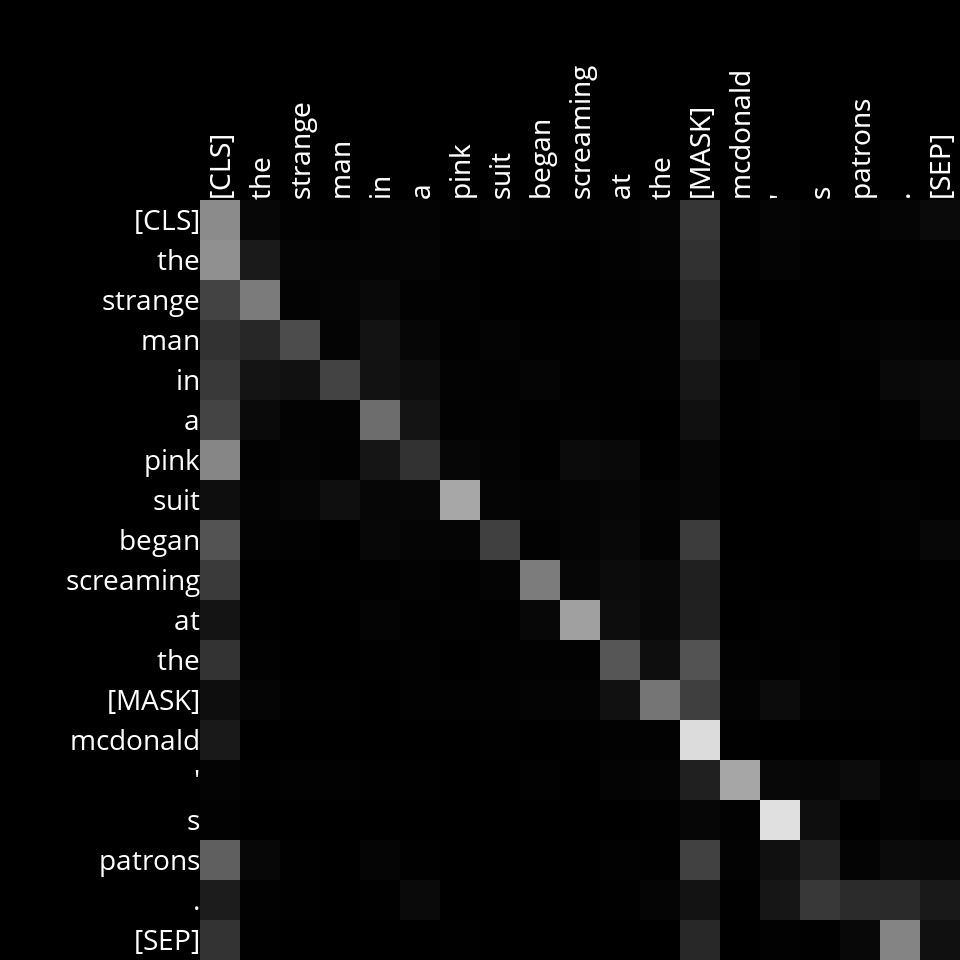 [CLS] the strange man in a pink suit began screaming at the [MASK] mcdonald ' s patrons . [SEP]
[CLS]
the
strange
man
in
a
pink
suit
began
screaming
at
the
[MASK]
mcdonald
'
s
patrons
.
[SEP]